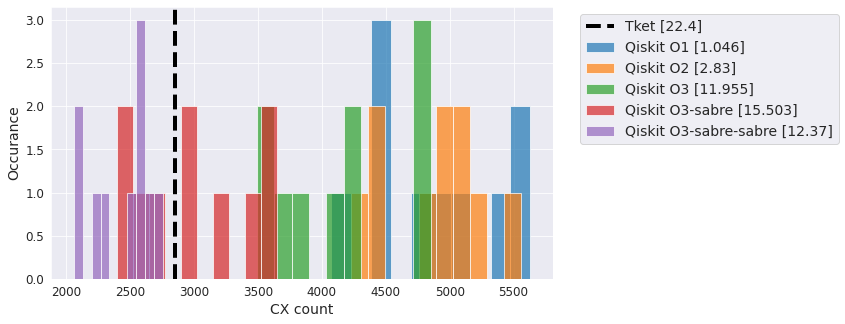 3.0
2.5
2.0
1.5
1.0
0.5
0.0
Occurance
2000 2500 3000 3500 4000 4500 5000 5500
CX count
Tket [22.4]
Qiskit O1 [1.046]
Qiskit O2 [2.83]
Qiskit O3 [11.955]
Qiskit O3-sabre [15.503]
Qiskit O3-sabre-sabre [12.37]